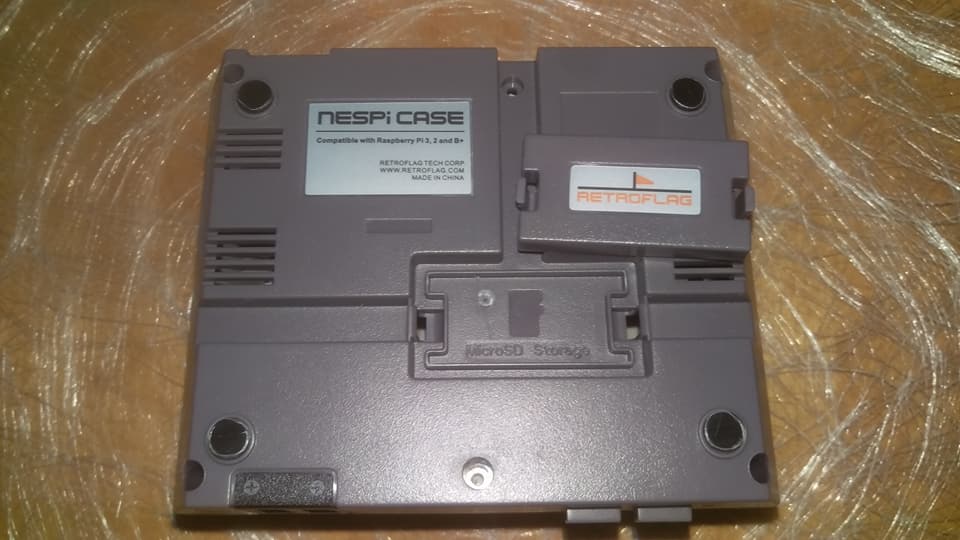 NESPi CASE
Compatible with Raspberry Pi 3, 2 and B+
RETROFLAG TECH CORP
WWW.RETROFLAG.COM
MADE IN CHINA
RETROFLAG
MicroSD Storage